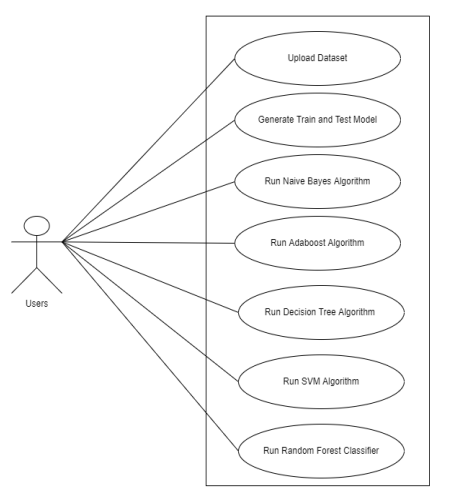 Upload Dataset
Generate Train and Test Model
Run Naive Bayes Algorithm
Run Adaboost Algorithm
Users
Run Decision Tree Algorithm
Run SVM Algorithm
Run Random Forest Classifier